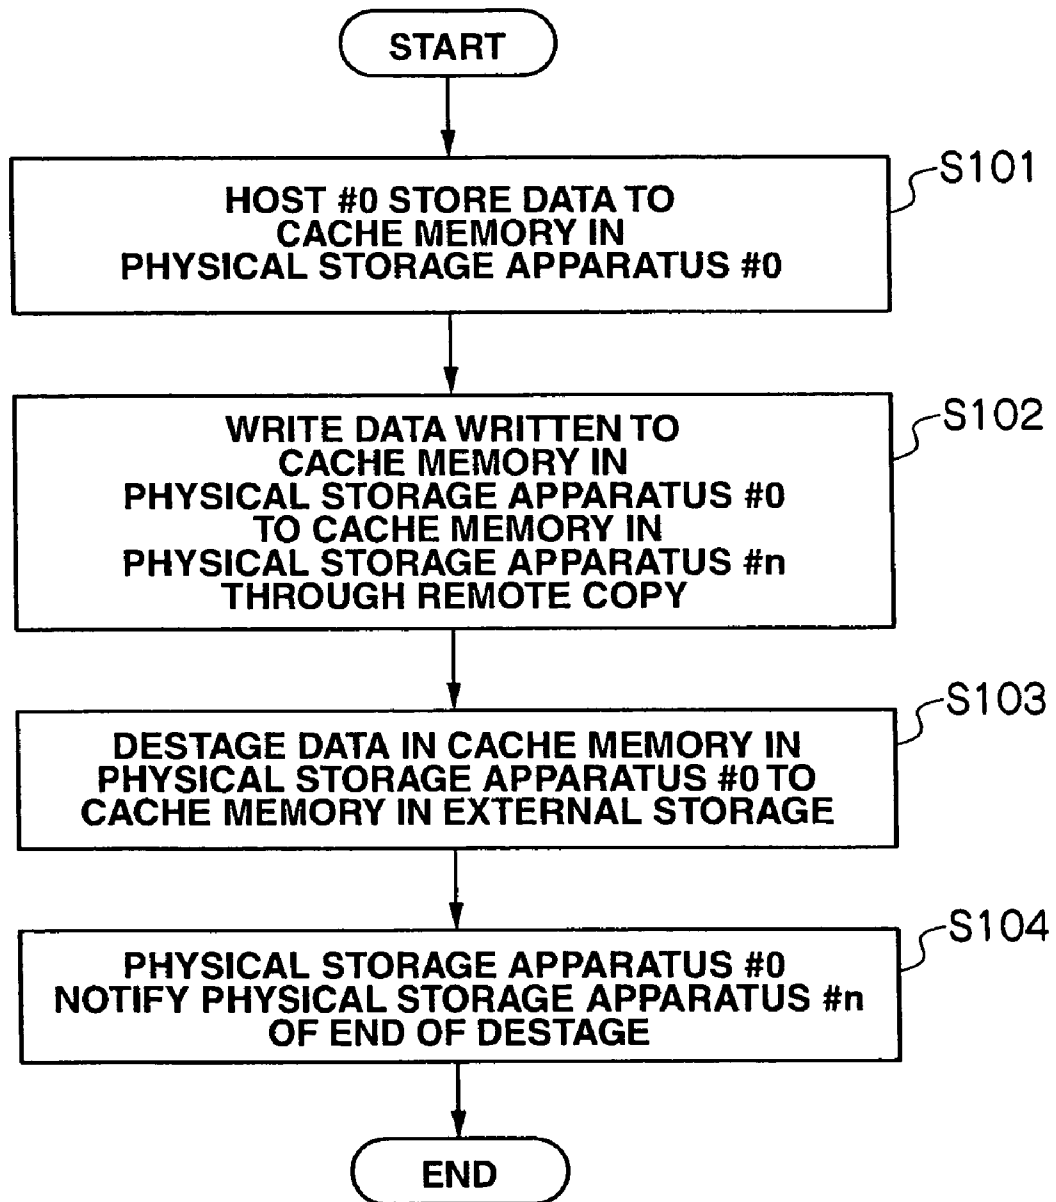 START
S101
HOST #0 STORE DATA TO
CACHE MEMORY IN
PHYSICAL STORAGE APPARATUS #0
S102
WRITE DATA WRITTEN TO
CACHE MEMORY IN
PHYSICAL STORAGE APPARATUS #0
TO CACHE MEMORY IN
PHYSICAL STORAGE APPARATUS #n
THROUGH REMOTE COPY
S103
DESTAGE DATA IN CACHE MEMORY IN
PHYSICAL STORAGE APPARATUS #0 TO
CACHE MEMORY IN EXTERNAL STORAGE
S104
PHYSICAL STORAGE APPARATUS #0
NOTIFY PHYSICAL STORAGE APPARATUS #n
OF END OF DESTAGE
END